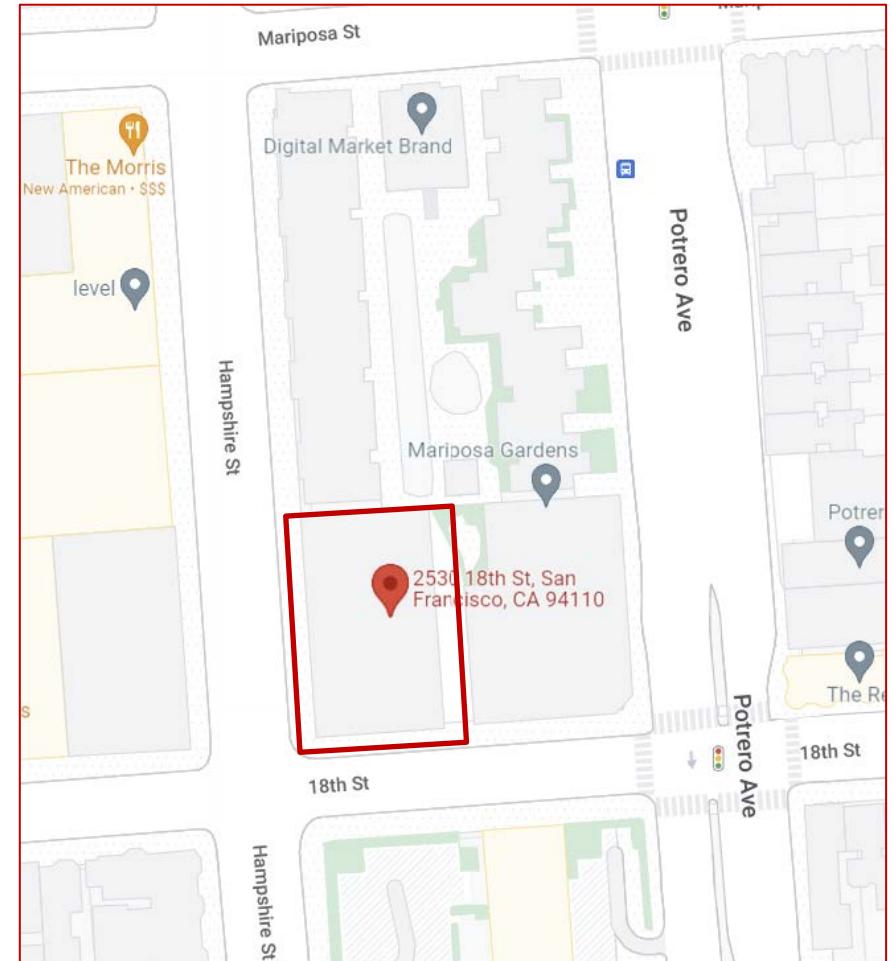 Mariposa St
Digital Market Brand
The Morris
New American • $$$
level
Potrero Ave
Hampshire St
Mariposa Gardens
Potrer
2530 18th St, San
Francisco, CA 94110
The Re
s
Potrero Ave
18th St
18th St
Hampshire St